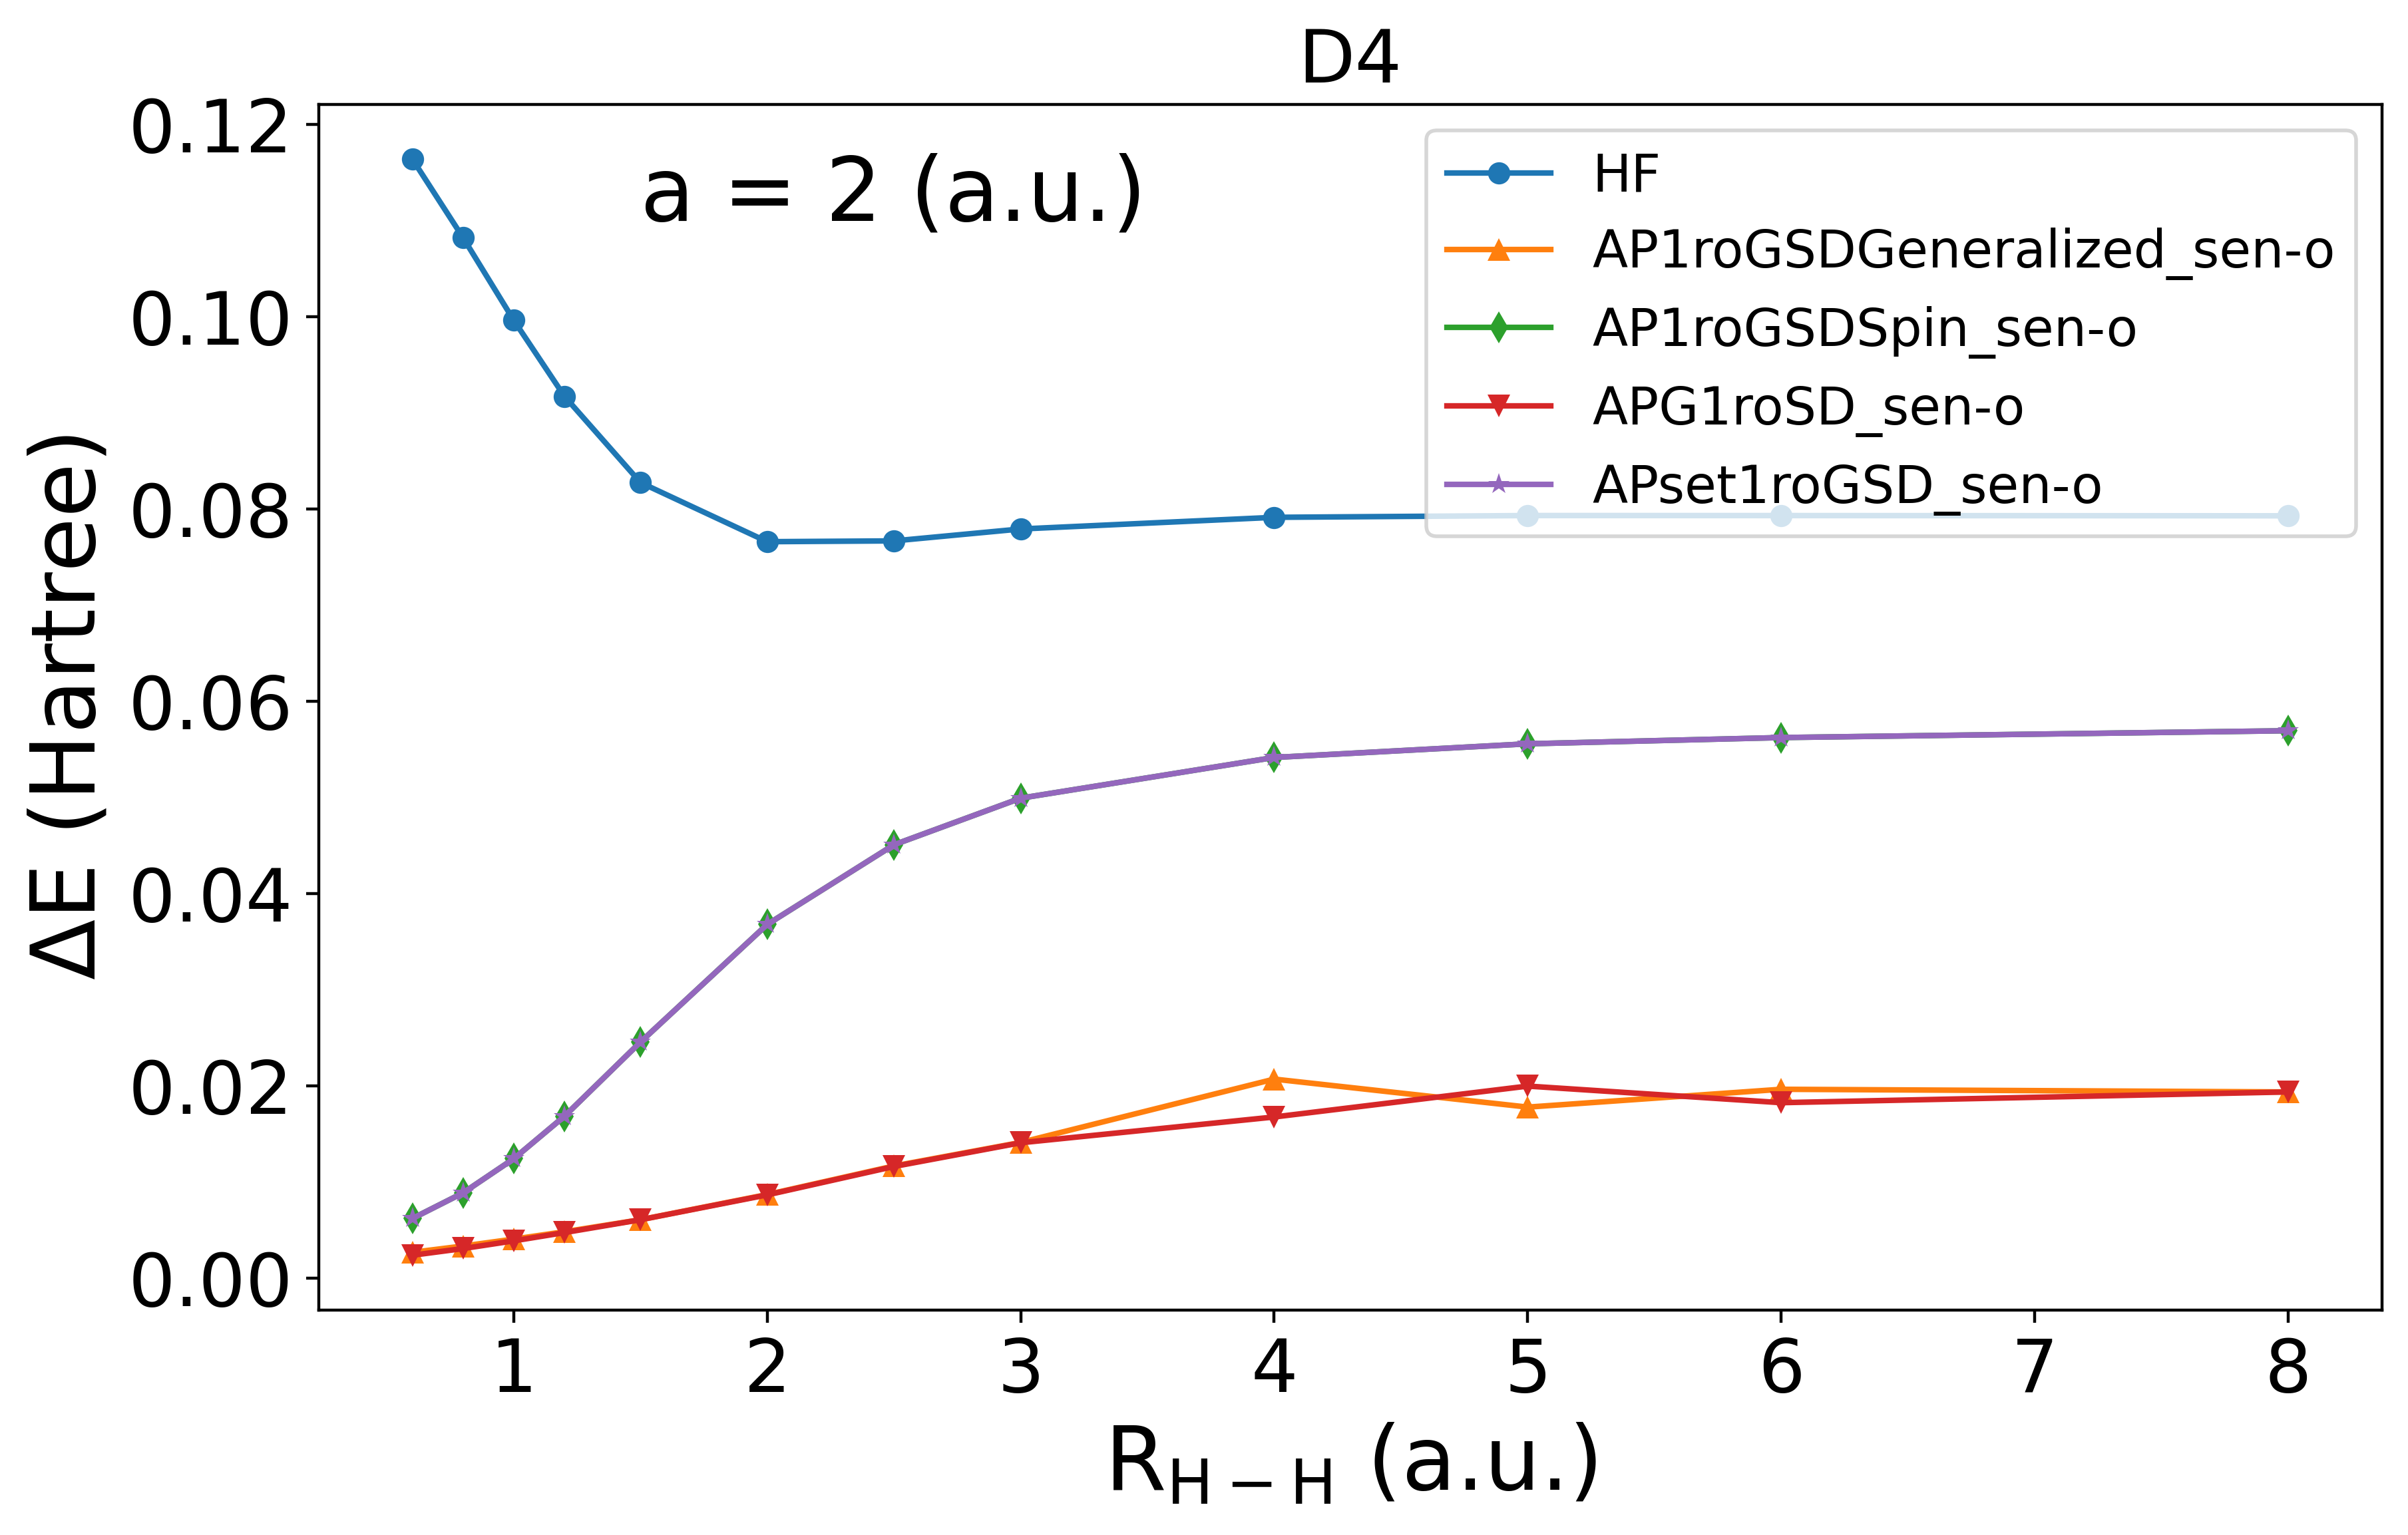 D4
a = 2 (a.u.)
HF
AP1roGSDGeneralized_sen-o
AP1roGSDSpin_sen-o
APG1roSD_sen-o
APset1roGSD_sen-o
ΔE (Hartree)
0.12
0.10
0.08
0.06
0.04
0.02
0.00
1 2 3 4 5 6 7 8
R_{H-H} (a.u.)